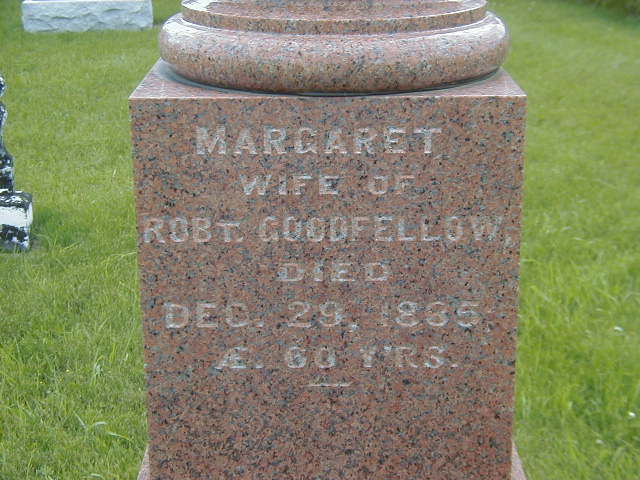 MARGARET
WIFE OF
ROBT. GOODFELLOW,
DIED
DEC. 29, 1885,
Æ. 60 Y'RS.